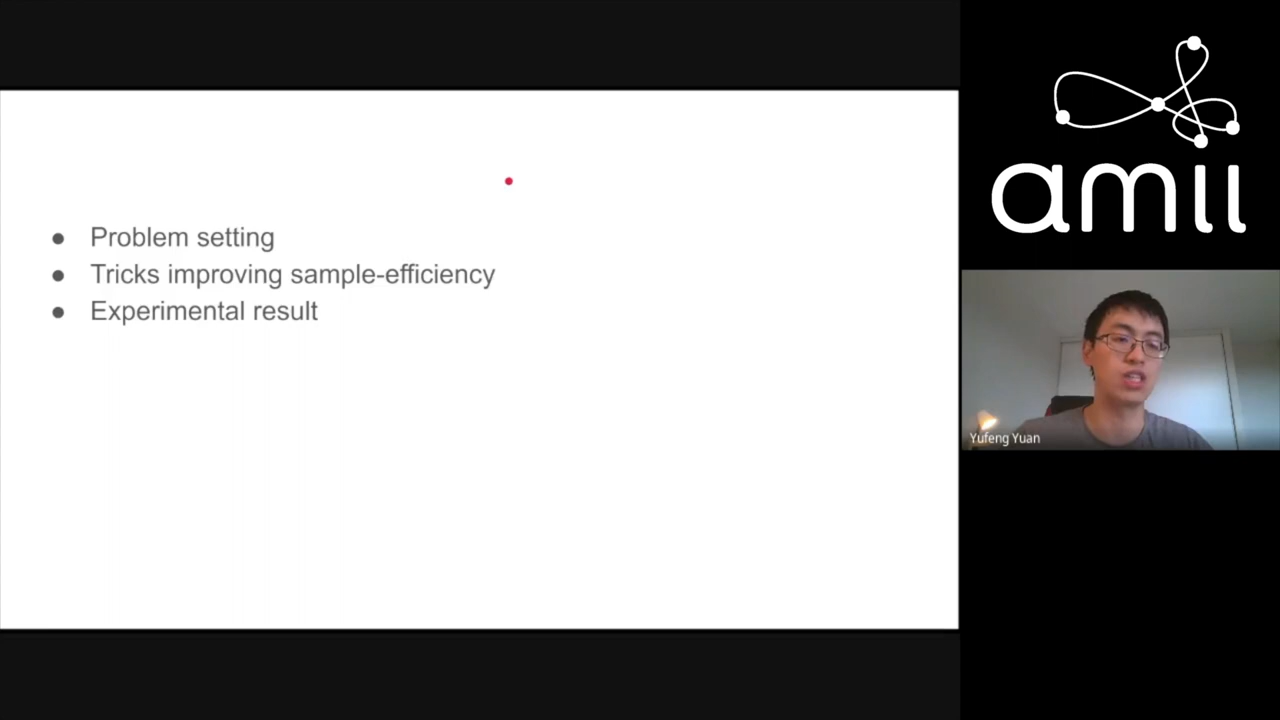 ● Problem setting
● Tricks improving sample-efficiency
● Experimental result
amii
Yufeng Yuan